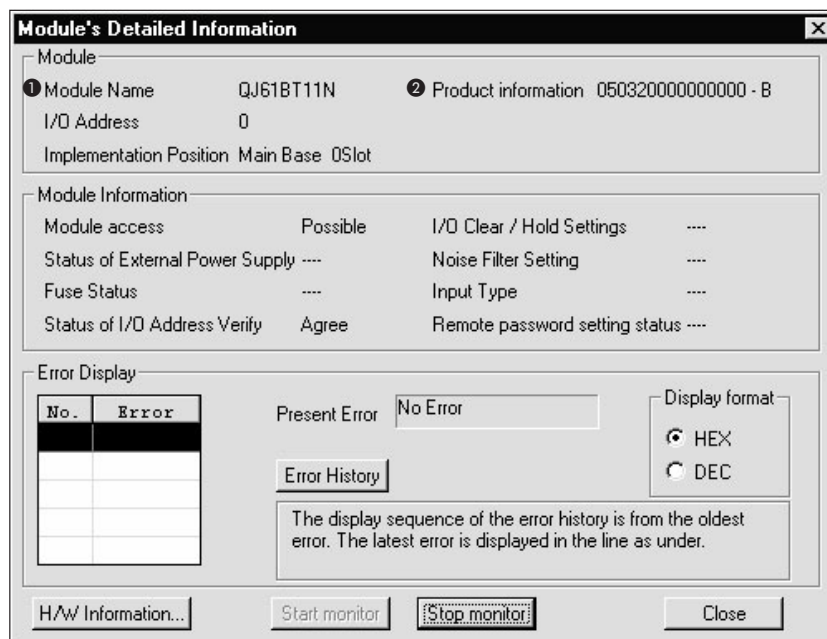 Module's Detailed Information
Module
❶ Module Name QJ61BT11N ❷ Product information 050320000000000 - B
I/O Address 0
Implementation Position Main Base 0Slot
Module Information
Module access Possible I/O Clear / Hold Settings ----
Status of External Power Supply ---- Noise Filter Setting ----
Fuse Status ---- Input Type ----
Status of I/O Address Verify Agree Remote password setting status ----
Error Display
No. Error
Present Error No Error
Display format
HEX
DEC
Error History
The display sequence of the error history is from the oldest
error. The latest error is displayed in the line as under.
H/W Information... Start monitor Stop monitor Close